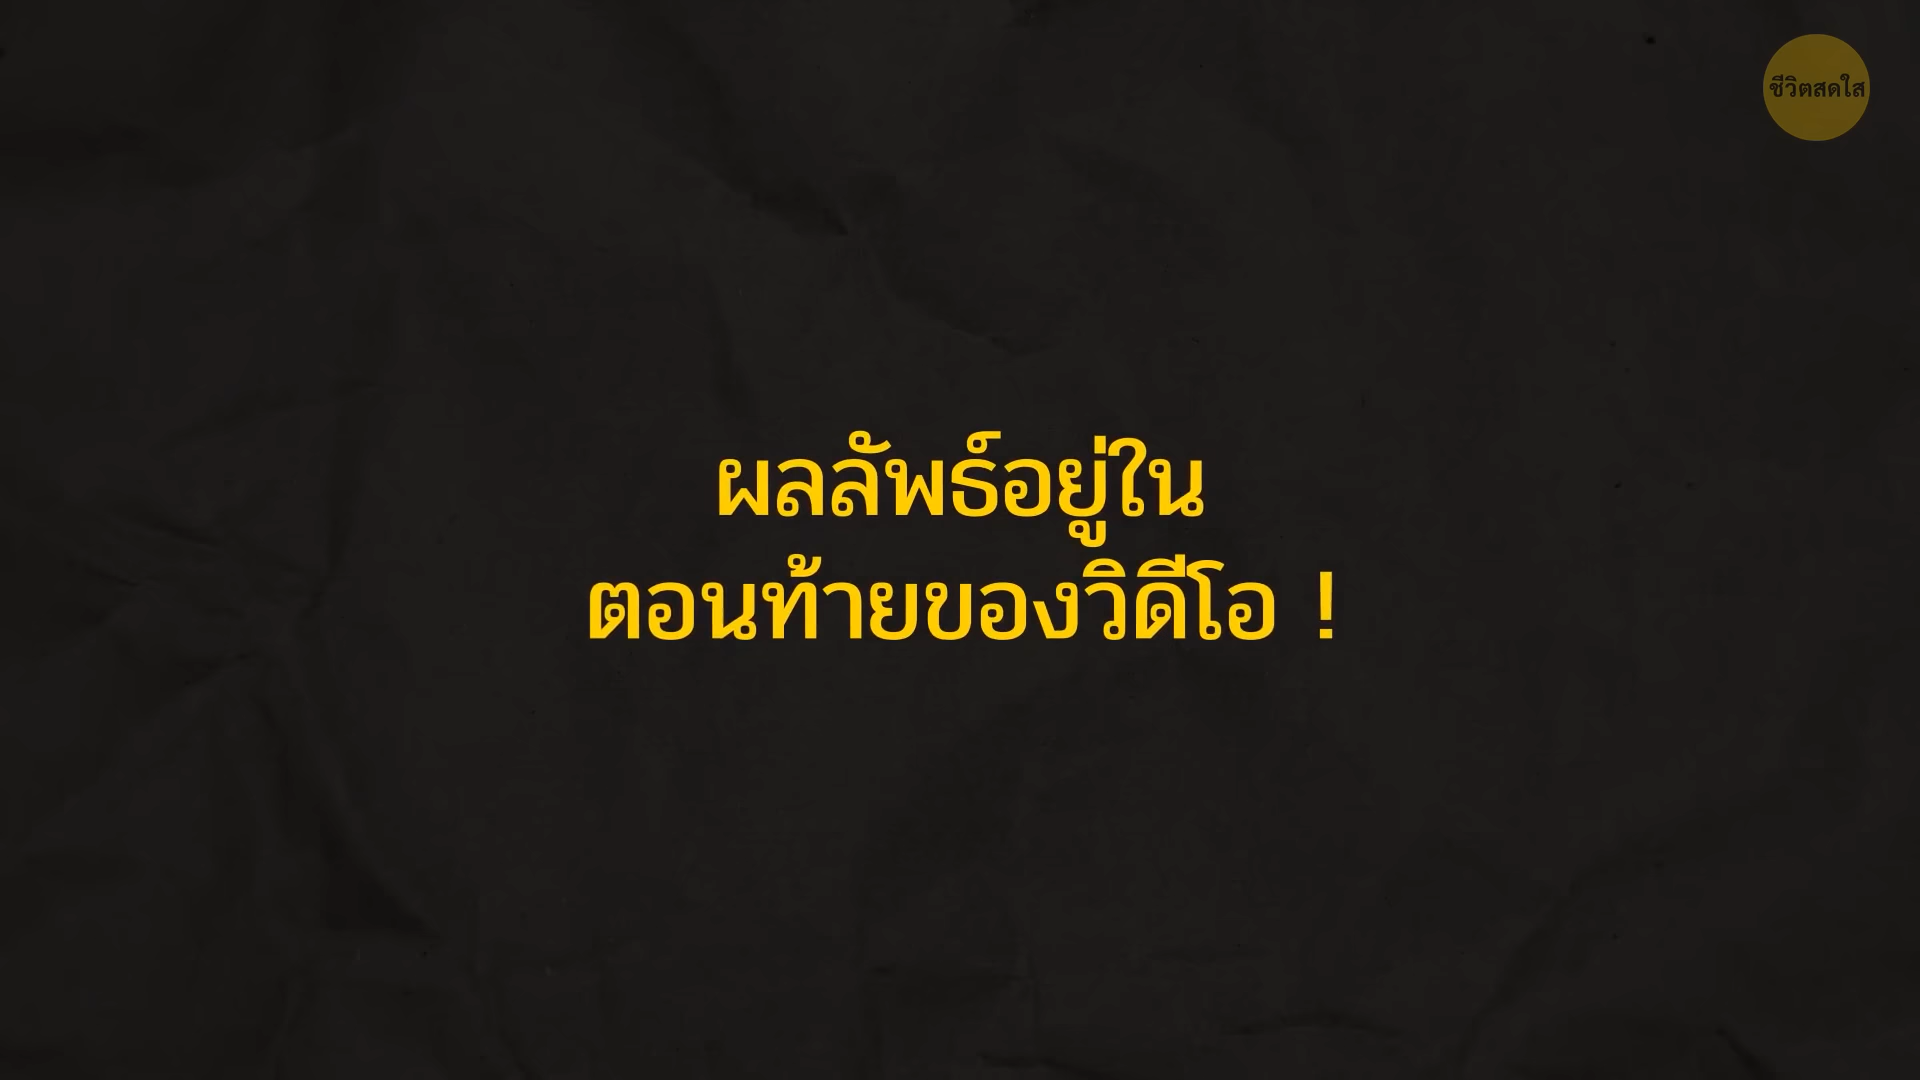 ชีวิตสดใส
ผลลัพธ์อยู่ใน
ตอนท้ายของวิดีโอ !